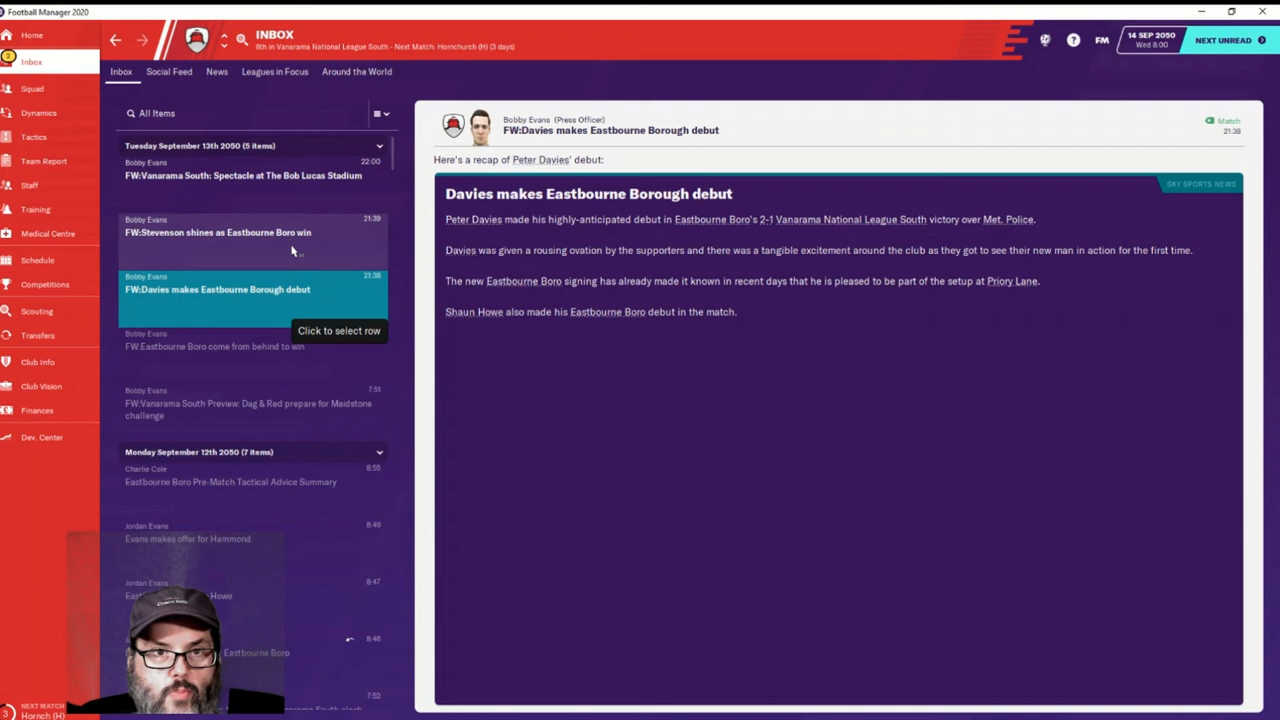 Football Manager 2020
Home
2
Inbox
Squad
Dynamics
Tactics
Team Report
Staff
Training
Medical Centre
Schedule
Competitions
Scouting
Transfers
Club Info
Club Vision
Finances
Dev. Center
3
NEXT MATCH
Hornch (H)
INBOX
6th in Vanarama National League South - Next Match: Hornchurch (H) (3 days)
?
FM
14 SEP 2050
Wed 8:00
NEXT UNREAD
Inbox
Social Feed
News
Leagues in Focus
Around the World
All Items
Tuesday September 13th 2050 (5 items)
Bobby Evans
22:00
FW:Vanarama South: Spectacle at The Bob Lucas Stadium
Bobby Evans
21:39
FW:Stevenson shines as Eastbourne Boro win
Bobby Evans
21:38
FW:Davies makes Eastbourne Borough debut
Click to select row
Bobby Evans
FW:Eastbourne Boro come from behind to win
Bobby Evans
7:51
FW:Vanarama South Preview: Dag & Red prepare for Maidstone
challenge
Monday September 12th 2050 (7 items)
Charlie Cole
8:55
Eastbourne Boro Pre-Match Tactical Advice Summary
Jordan Evans
8:49
Evans makes offer for Hammond
Jordan Evans
8:47
Howe
8:46
Eastbourne Boro
7:52
Bobby Evans (Press Officer)
FW:Davies makes Eastbourne Borough debut
Match
21:38
Here's a recap of Peter Davies' debut:
SKY SPORTS NEWS
Davies makes Eastbourne Borough debut
Peter Davies made his highly-anticipated debut in Eastbourne Boro's 2-1 Vanarama National League South victory over Met. Police.
Davies was given a rousing ovation by the supporters and there was a tangible excitement around the club as they got to see their new man in action for the first time.
The new Eastbourne Boro signing has already made it known in recent days that he is pleased to be part of the setup at Priory Lane.
Shaun Howe also made his Eastbourne Boro debut in the match.